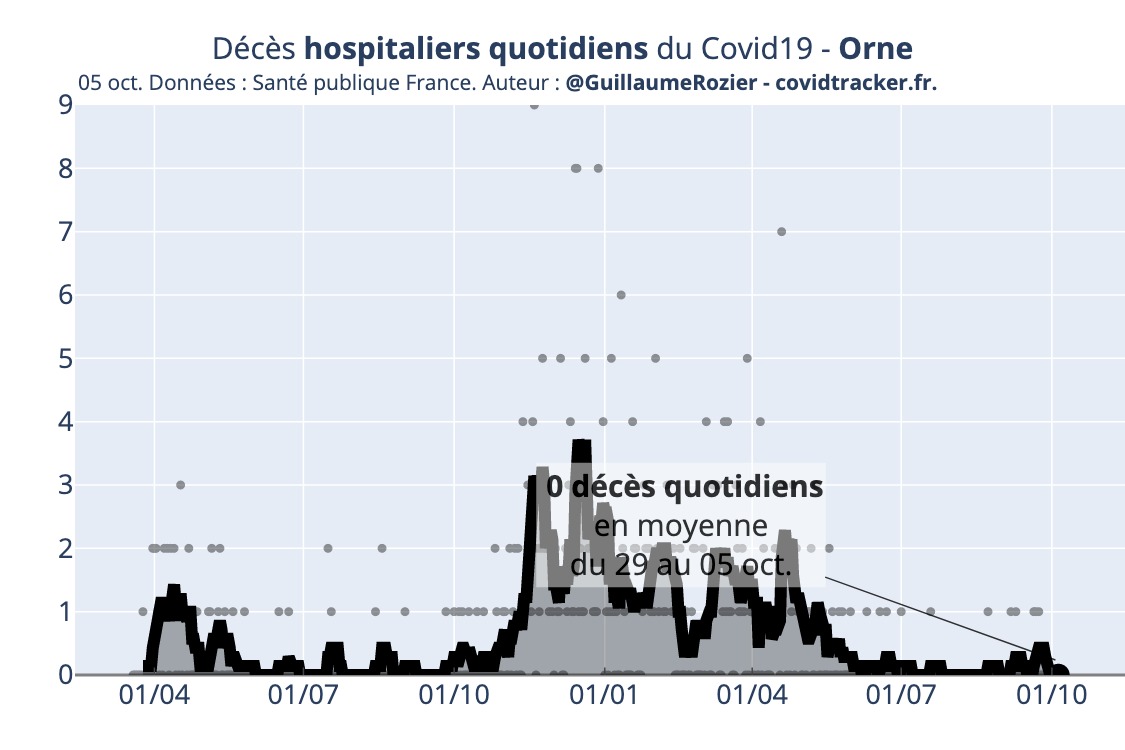 Décès hospitaliers quotidiens du Covid19 - Orne
05 oct. Données : Santé publique France. Auteur : @GuillaumeRozier - covidtracker.fr.
9
8
7
6
5
4
3
2
1
0
0 décès quotidiens
en moyenne
du 29 au 05 oct.
01/04 01/07 01/10 01/01 01/04 01/07 01/10